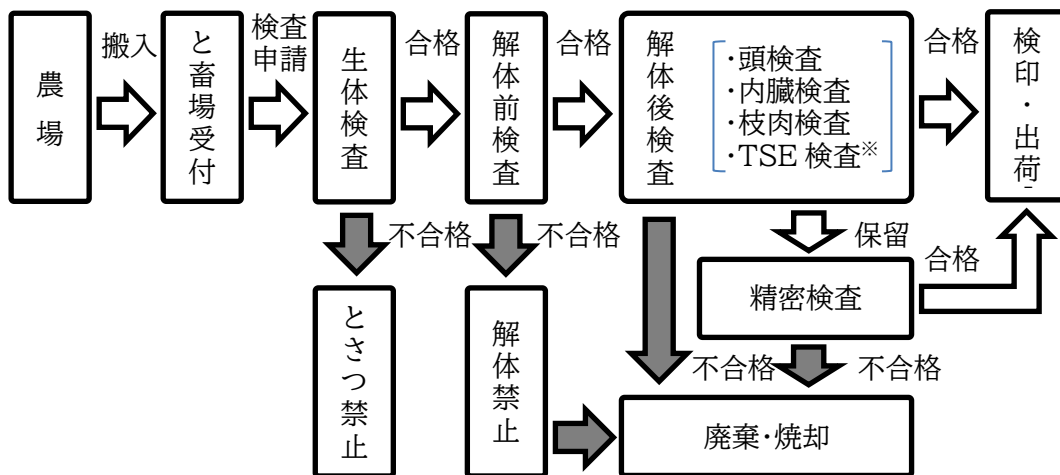 農場
搬入
と畜場受付
検査
申請
生体検査
合格
解体前検査
合格
解体後検査
・頭検査
・内臓検査
・枝肉検査
・TSE 検査※
合格
検印・出荷
不合格
不合格
保留
精密検査
合格
とさつ禁止
解体禁止
不合格
不合格
廃棄・焼却